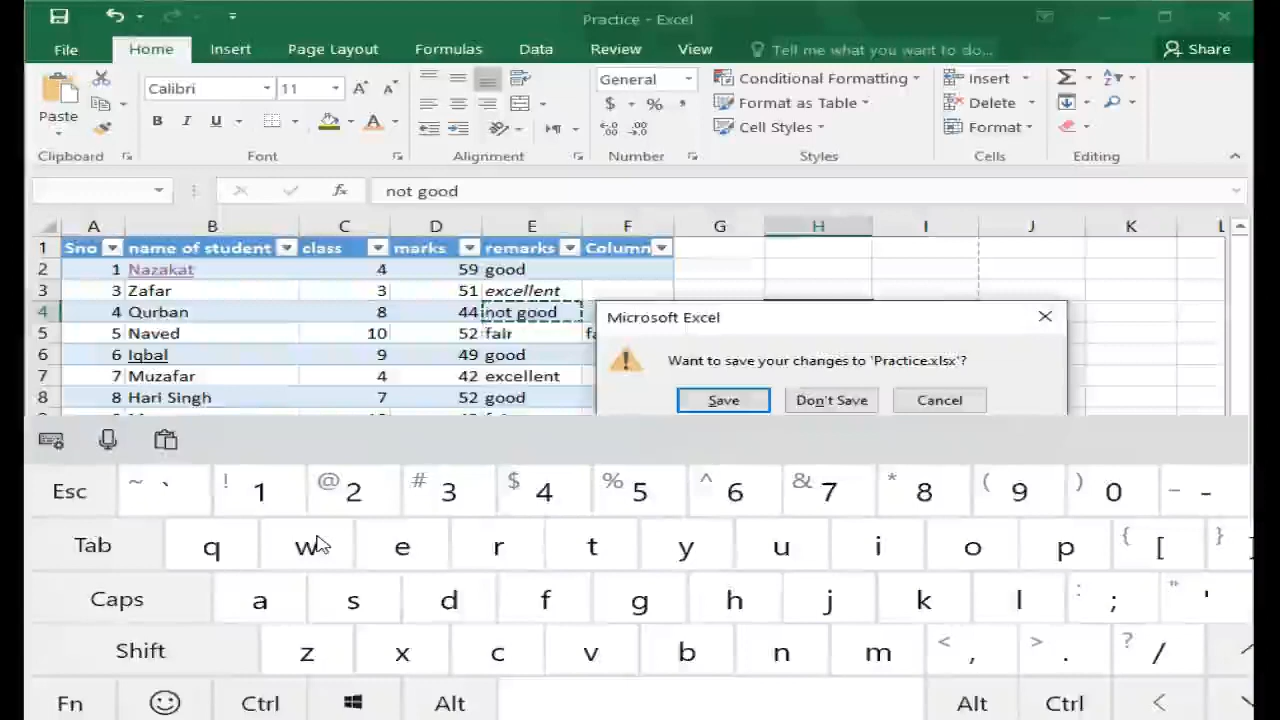 Practice - Excel
File Home Insert Page Layout Formulas Data Review View Tell me what you want to do... Share
Calibri 11 General Conditional Formatting Insert
Paste $ % , Format as Table Delete
B I U A Cell Styles Format
Clipboard Font Alignment Number Styles Cells Editing
fx not good
A B C D E F G H I J K L
1 Sno name of student class marks remarks Column
2 1 Nazakat 4 59 good
3 3 Zafar 3 51 excellent
4 4 Qurban 8 44 not good
5 5 Naved 10 52 fair
6 6 Iqbal 9 49 good
7 7 Muzafar 4 42 excellent
8 8 Hari Singh 7 52 good
Microsoft Excel
Want to save your changes to 'Practice.xlsx'?
Save Don't Save Cancel
Esc ~ ` ! 1 @ 2 # 3 $ 4 % 5 ^ 6 & 7 * 8 ( 9 ) 0 _ -
Tab q w e r t y u i o p { [ } ]
Caps a s d f g h j k l : ; " '
Shift z x c v b n m < , > . ? /
Fn Ctrl Alt Alt Ctrl